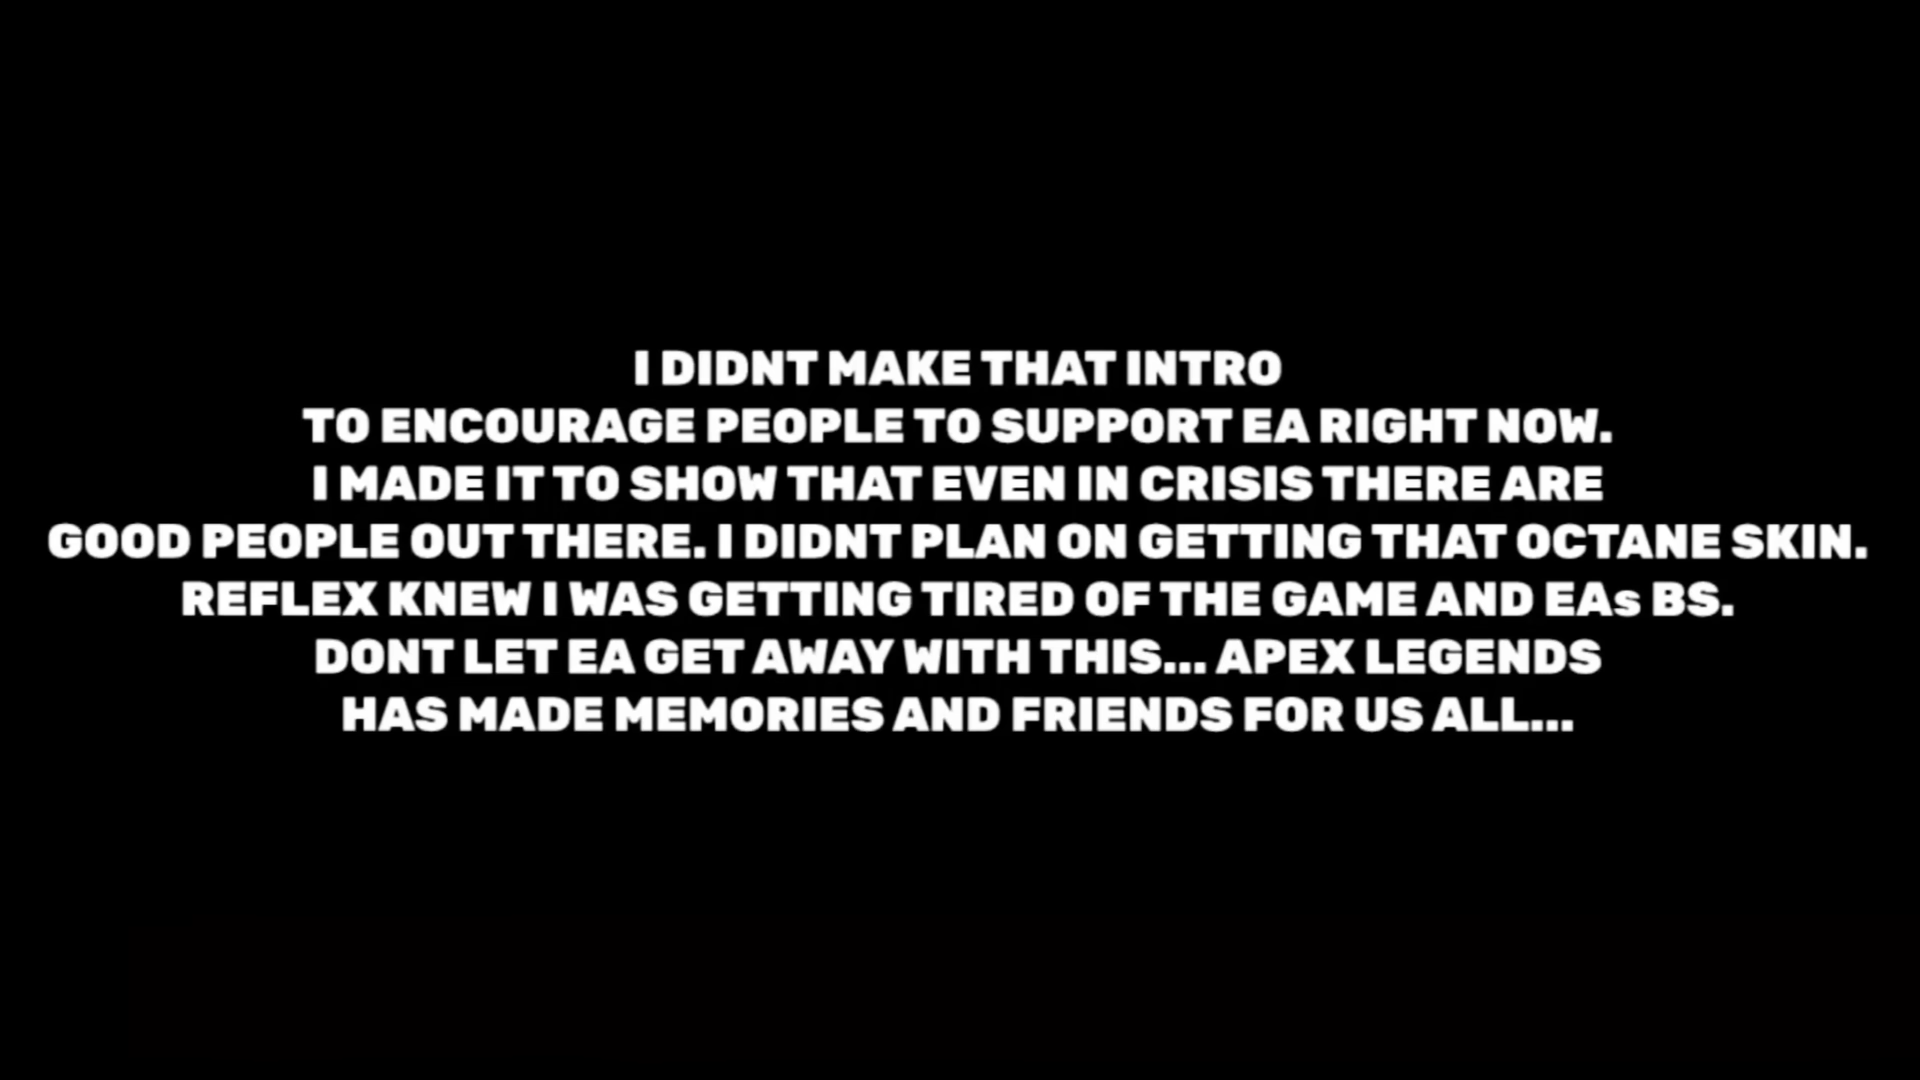 I DIDNT MAKE THAT INTRO
TO ENCOURAGE PEOPLE TO SUPPORT EA RIGHT NOW.
I MADE IT TO SHOW THAT EVEN IN CRISIS THERE ARE
GOOD PEOPLE OUT THERE. I DIDNT PLAN ON GETTING THAT OCTANE SKIN.
REFLEX KNEW I WAS GETTING TIRED OF THE GAME AND EAs BS.
DONT LET EA GET AWAY WITH THIS... APEX LEGENDS
HAS MADE MEMORIES AND FRIENDS FOR US ALL...